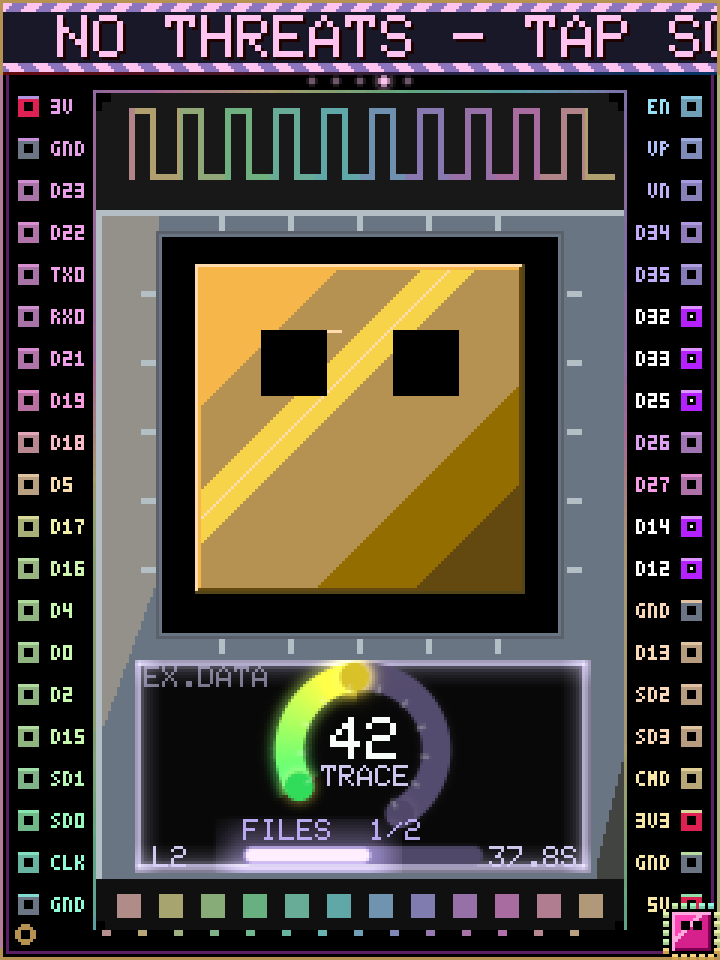 NO THREATS - TAP
3V
GND
D23
D22
TX0
RX0
D21
D19
D18
D5
D17
D16
D4
D0
D2
D15
SD1
SD0
CLK
GND
EN
VP
VN
D34
D35
D32
D33
D25
D26
D27
D14
D12
GND
D13
SD2
SD3
CMD
3V3
GND
5V
EX.DATA
42
TRACE
FILES 1/2
L2 37.8S